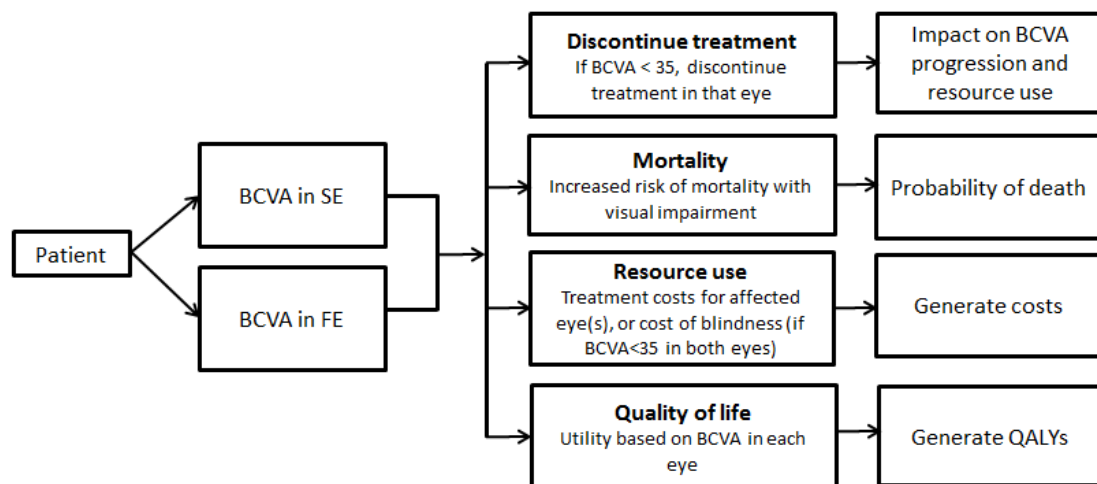 Patient
BCVA in SE
BCVA in FE
Discontinue treatment
If BCVA < 35, discontinue
treatment in that eye
Impact on BCVA
progression and
resource use
Mortality
Increased risk of mortality with
visual impairment
Probability of death
Resource use
Treatment costs for affected
eye(s), or cost of blindness (if
BCVA<35 in both eyes)
Generate costs
Quality of life
Utility based on BCVA in each
eye
Generate QALYs